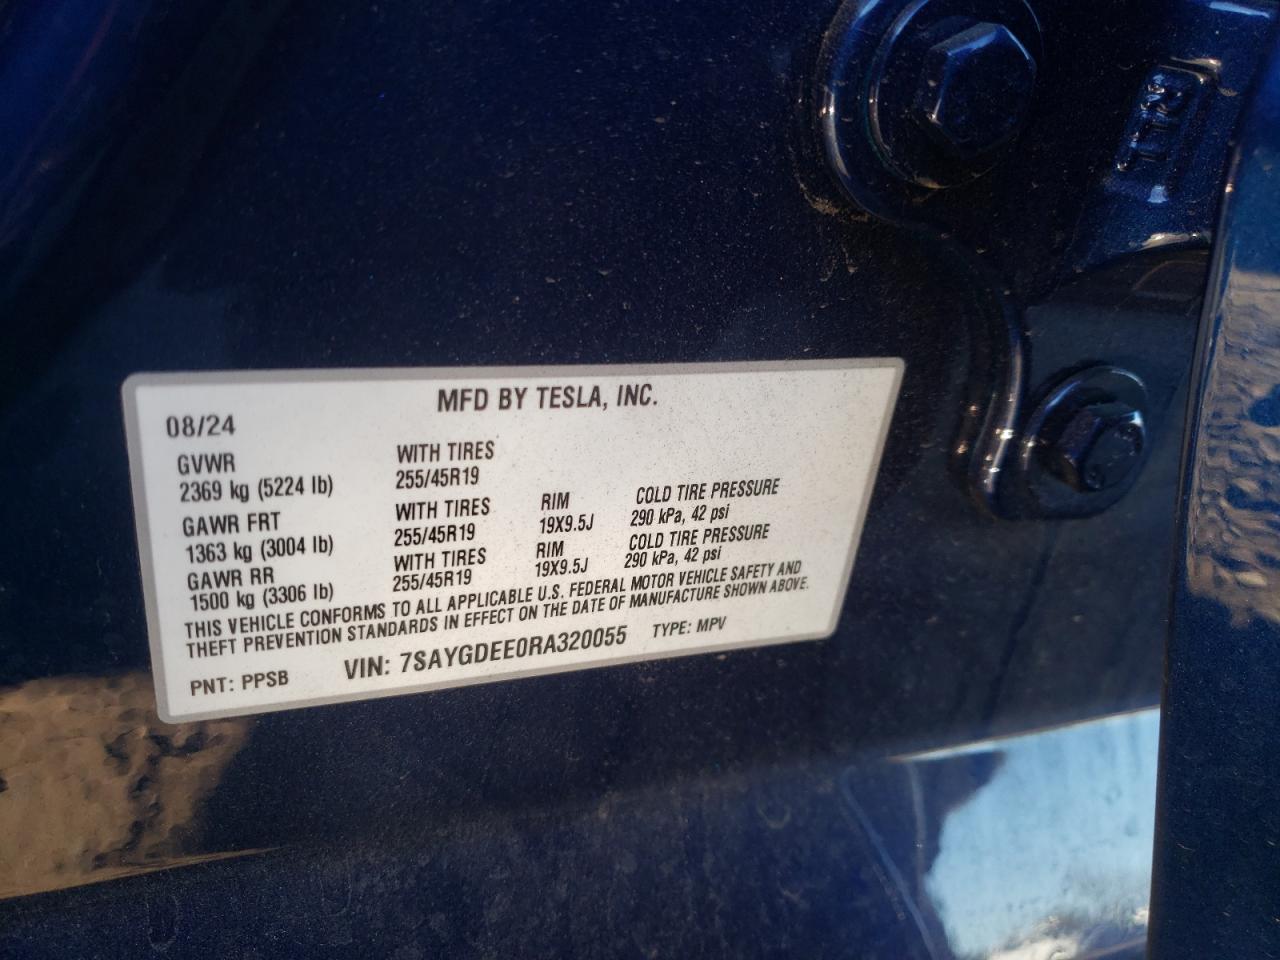 MFD BY TESLA, INC.
08/24
GVWR WITH TIRES
2369 kg (5224 lb) 255/45R19
GAWR FRT WITH TIRES RIM COLD TIRE PRESSURE
1363 kg (3004 lb) 255/45R19 19X9.5J 290 kPa, 42 psi
GAWR RR WITH TIRES RIM COLD TIRE PRESSURE
1500 kg (3306 lb) 255/45R19 19X9.5J 290 kPa, 42 psi
THIS VEHICLE CONFORMS TO ALL APPLICABLE U.S. FEDERAL MOTOR VEHICLE SAFETY AND
THEFT PREVENTION STANDARDS IN EFFECT ON THE DATE OF MANUFACTURE SHOWN ABOVE.
PNT: PPSB VIN: 7SAYGDEE0RA320055 TYPE: MPV